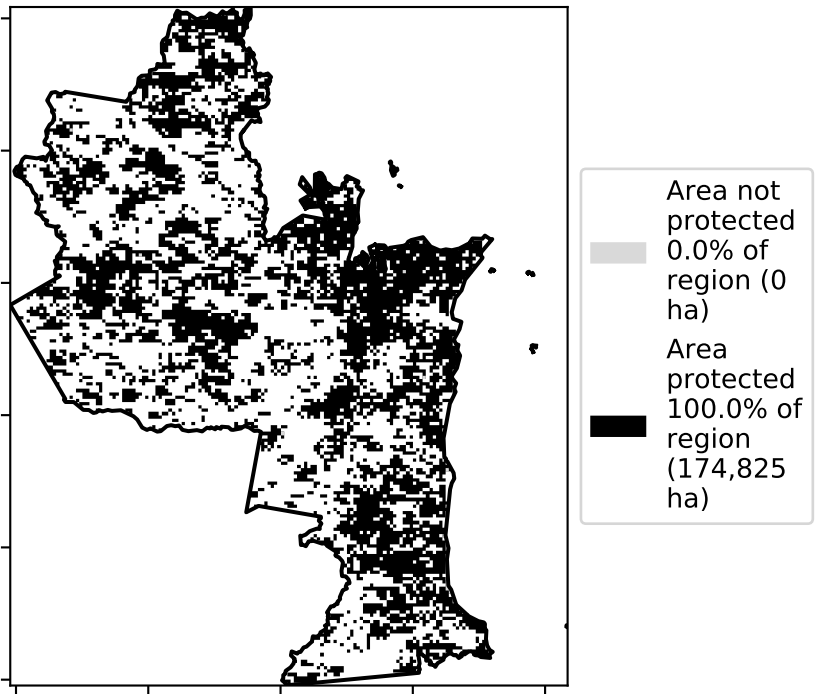 Area not
protected
0.0% of
region (0
ha)
Area
protected
100.0% of
region
(174,825
ha)